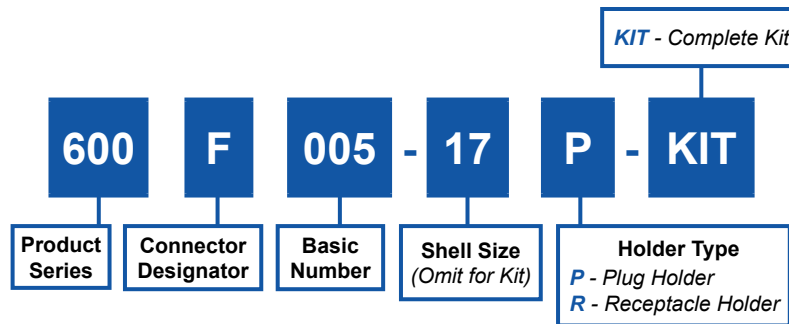 KIT - Complete Kit
600 F 005 - 17 P - KIT
Product Series
Connector Designator
Basic Number
Shell Size
(Omit for Kit)
Holder Type
P - Plug Holder
R - Receptacle Holder